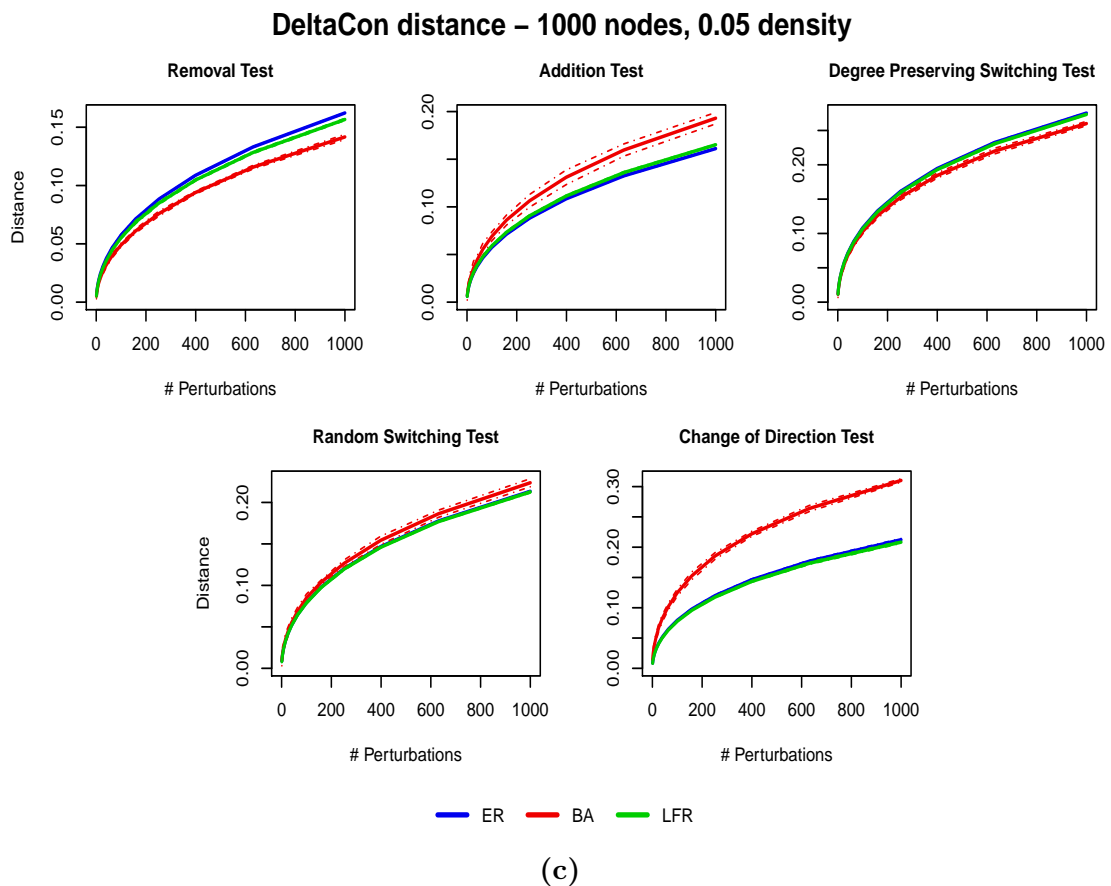 DeltaCon distance – 1000 nodes, 0.05 density
Removal Test
Addition Test
Degree Preserving Switching Test
Distance
0.00 0.05 0.10 0.15
0 200 400 600 800 1000
# Perturbations
0.00 0.10 0.20
0 200 400 600 800 1000
# Perturbations
0.00 0.10 0.20
0 200 400 600 800 1000
# Perturbations
Random Switching Test
Change of Direction Test
Distance
0.00 0.10 0.20
0 200 400 600 800 1000
# Perturbations
0.00 0.10 0.20 0.30
0 200 400 600 800 1000
# Perturbations
ER BA LFR
(c)